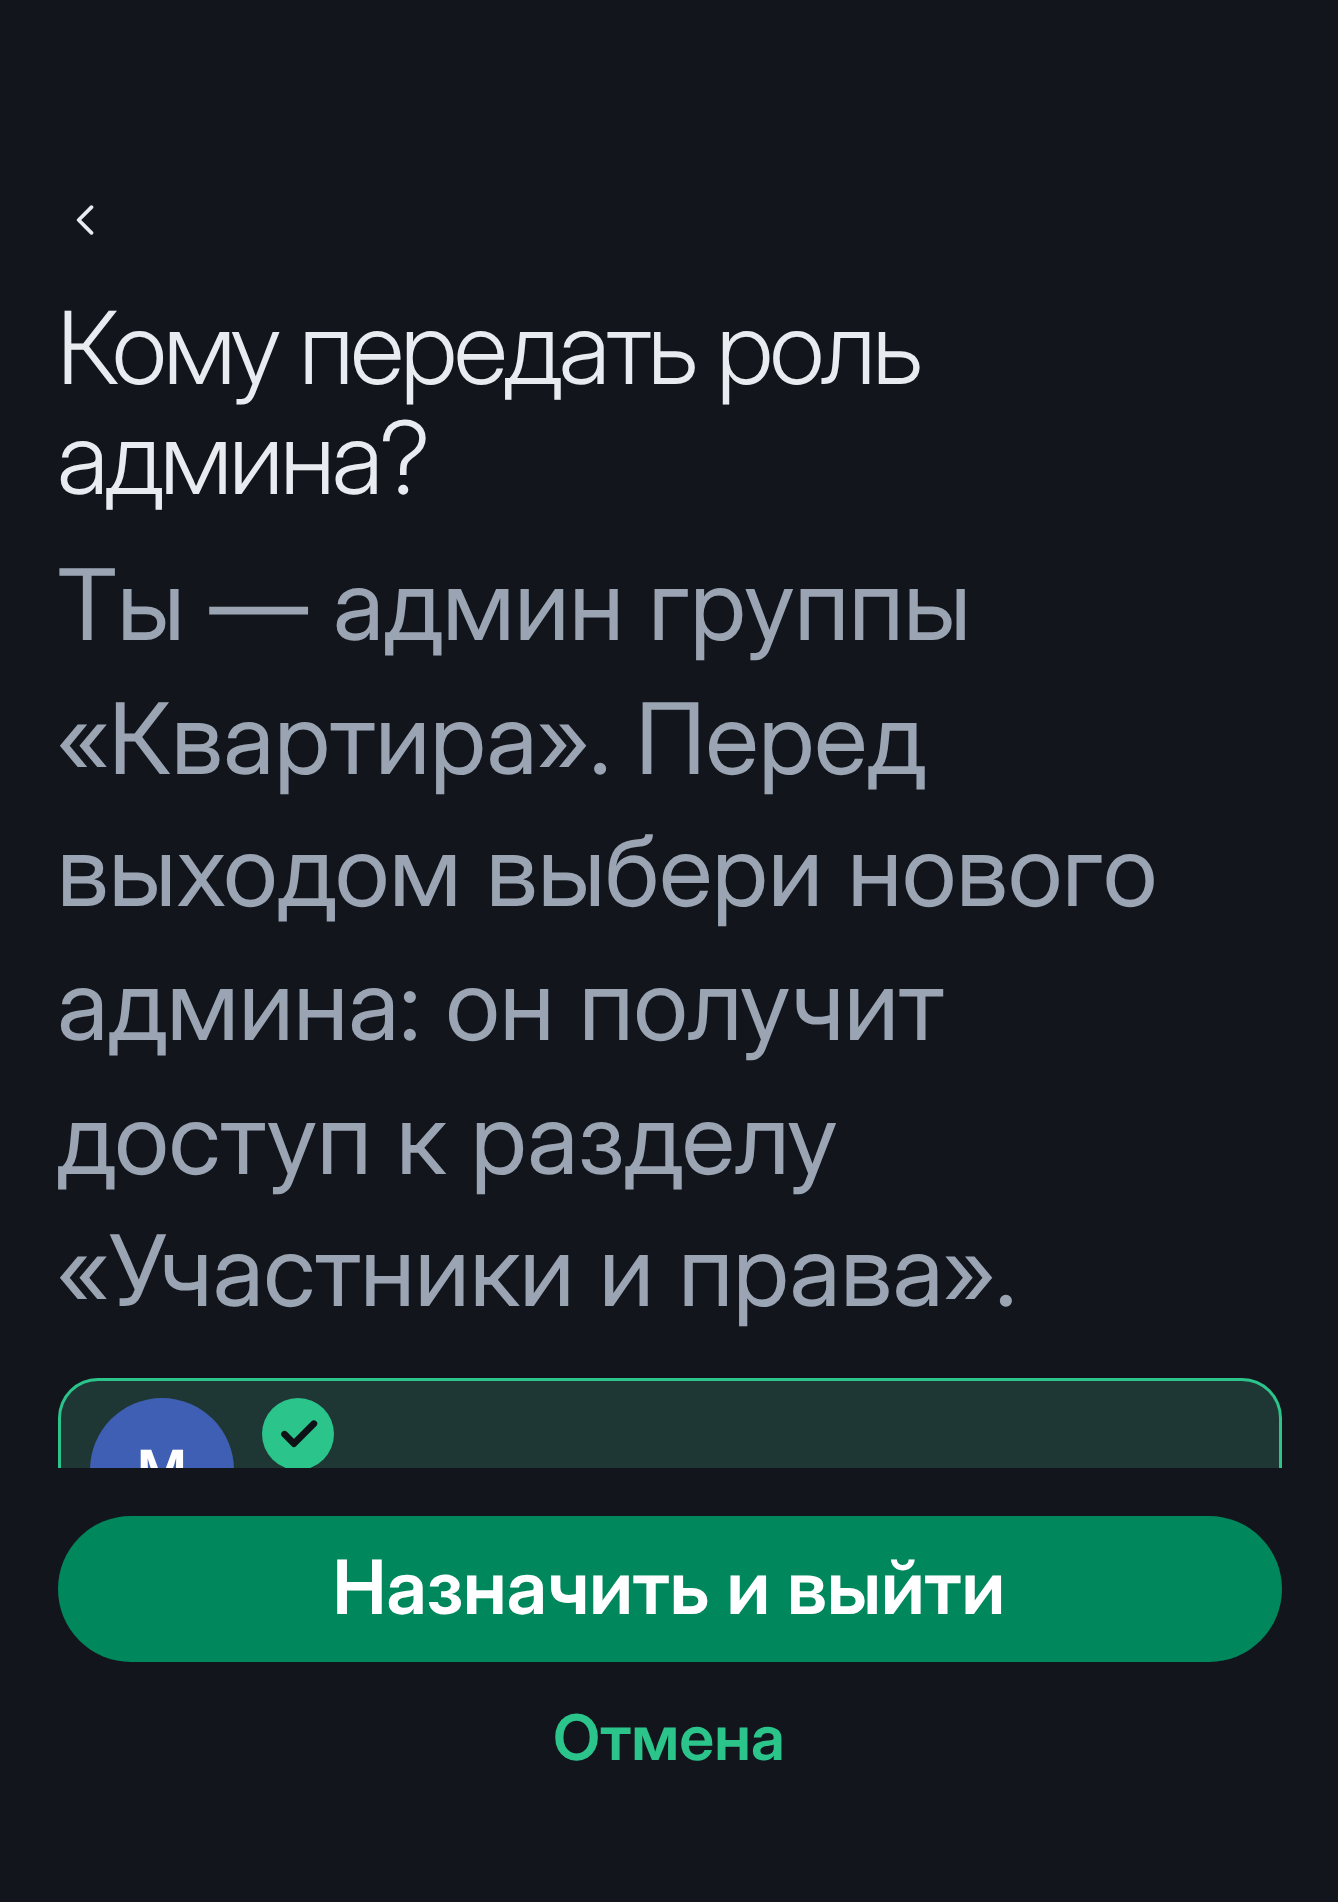 Кому передать роль
админа?
Ты — админ группы
«Квартира». Перед
выходом выбери нового
админа: он получит
доступ к разделу
«Участники и права».
М
Назначить и выйти
Отмена